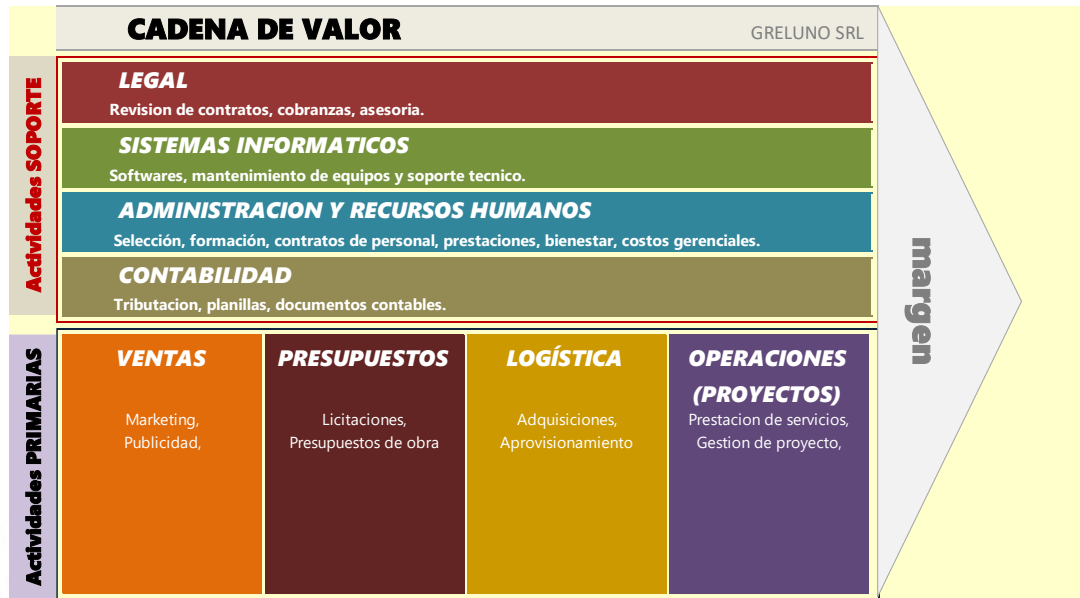 CADENA DE VALOR
GRELUNO SRL
Actividades SOPORTE
LEGAL
Revision de contratos, cobranzas, asesoria.
SISTEMAS INFORMATICOS
Softwares, mantenimiento de equipos y soporte tecnico.
ADMINISTRACION Y RECURSOS HUMANOS
Selección, formación, contratos de personal, prestaciones, bienestar, costos gerenciales.
CONTABILIDAD
Tributacion, planillas, documentos contables.
margen
Actividades PRIMARIAS
VENTAS
Marketing,
Publicidad,
PRESUPUESTOS
Licitaciones,
Presupuestos de obra
LOGÍSTICA
Adquisiciones,
Aprovisionamiento
OPERACIONES
(PROYECTOS)
Prestacion de servicios,
Gestion de proyecto,